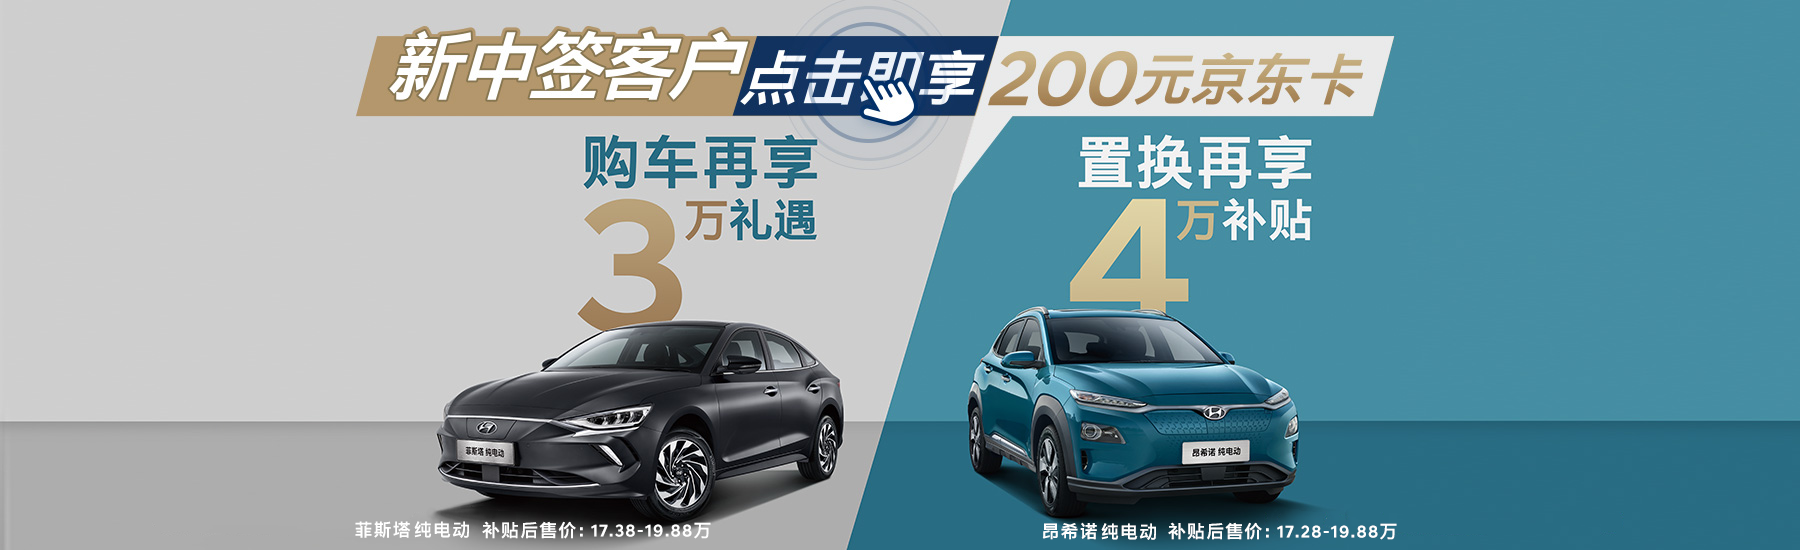 新中签客户点击即享200元京东卡
购车再享
3万礼遇
置换再享
4万补贴
菲斯塔 纯电动
昂希诺 纯电动
菲斯塔 纯电动 补贴后售价: 17.38-19.88万
昂希诺 纯电动 补贴后售价: 17.28-19.88万